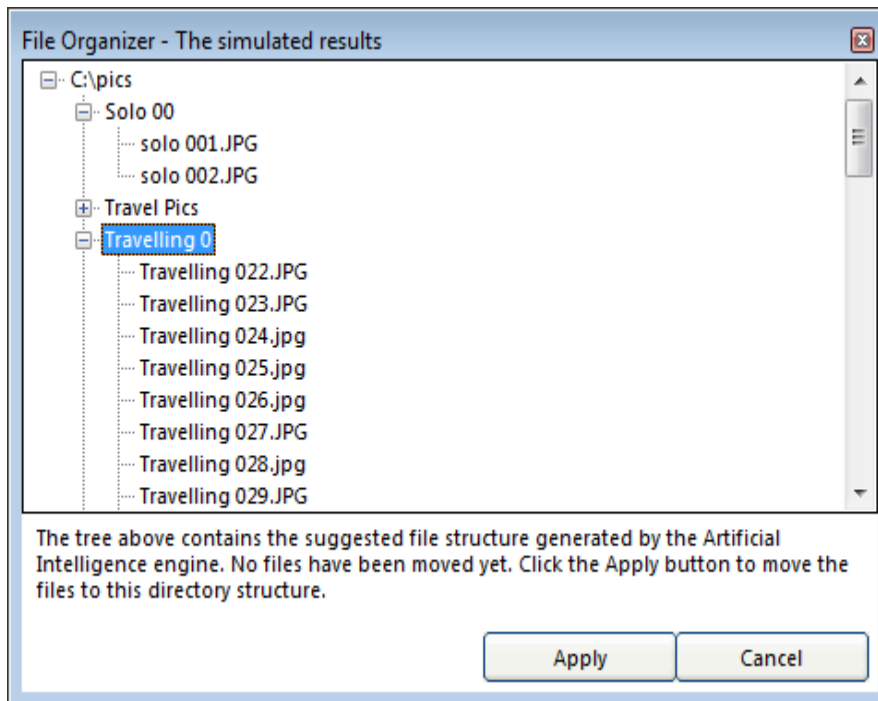 File Organizer - The simulated results
C:\pics
Solo 00
solo 001.JPG
solo 002.JPG
Travel Pics
Travelling 0
Travelling 022.JPG
Travelling 023.JPG
Travelling 024.jpg
Travelling 025.jpg
Travelling 026.jpg
Travelling 027.JPG
Travelling 028.jpg
Travelling 029.JPG
The tree above contains the suggested file structure generated by the Artificial
Intelligence engine. No files have been moved yet. Click the Apply button to move the
files to this directory structure.
Apply
Cancel